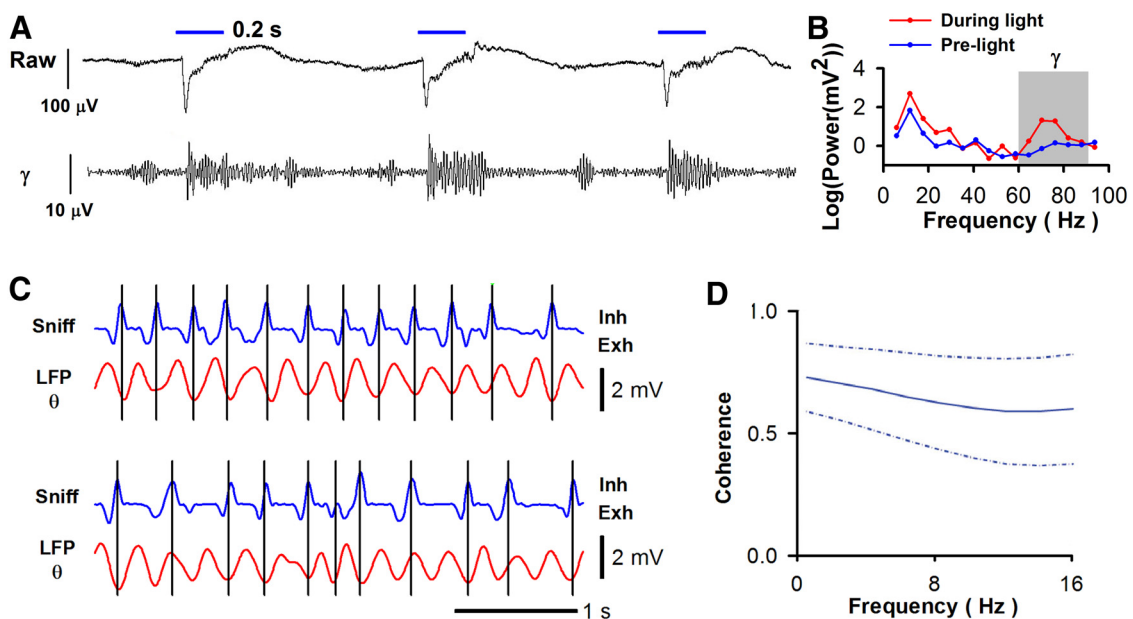 A
Raw
0.2 s
100 µV
γ
10 µV
B
During light
Pre-light
γ
Log(Power(mV²))
4
2
0
0 20 40 60 80 100
Frequency ( Hz )
C
Sniff
Inh
Exh
LFP
θ
2 mV
Sniff
Inh
Exh
LFP
θ
2 mV
1 s
D
Coherence
1.0
0.5
0.0
0 8 16
Frequency ( Hz )